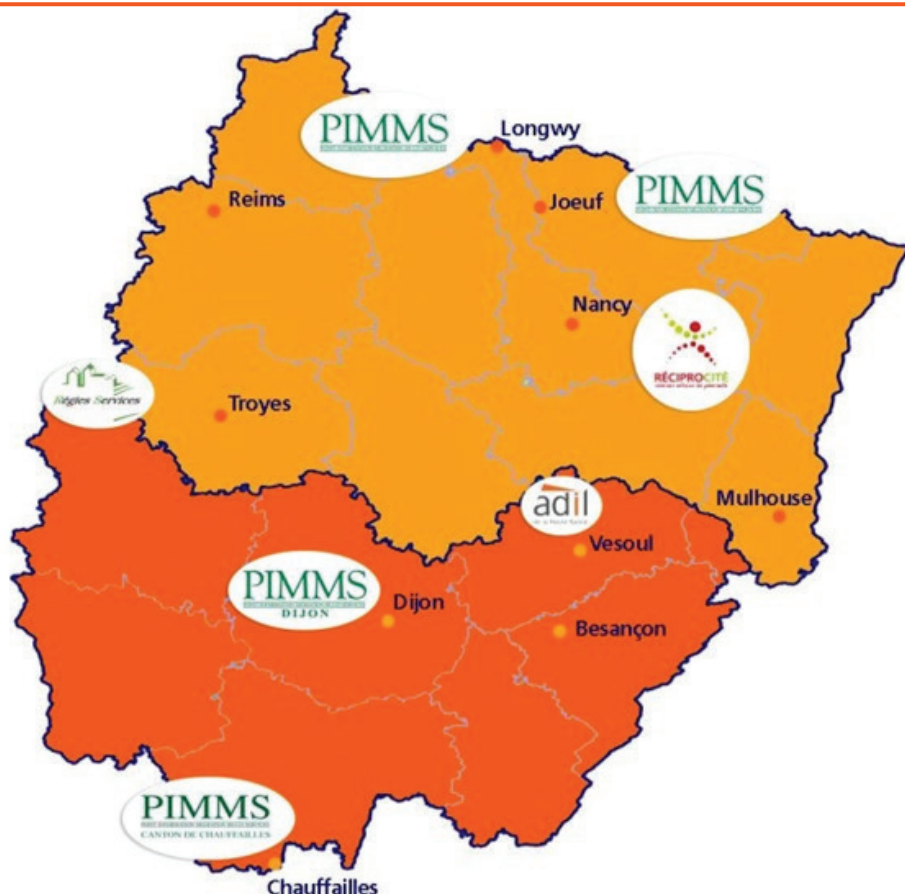 PIMMS
Longwy
PIMMS
Reims
Joeuf
Nancy
RÉCIPROCITÉ
Régies Services
Troyes
adil
Mulhouse
Vesoul
PIMMS
DIJON
Dijon
Besançon
PIMMS
CANTON DE CHAUFFAILLES
Chauffailles